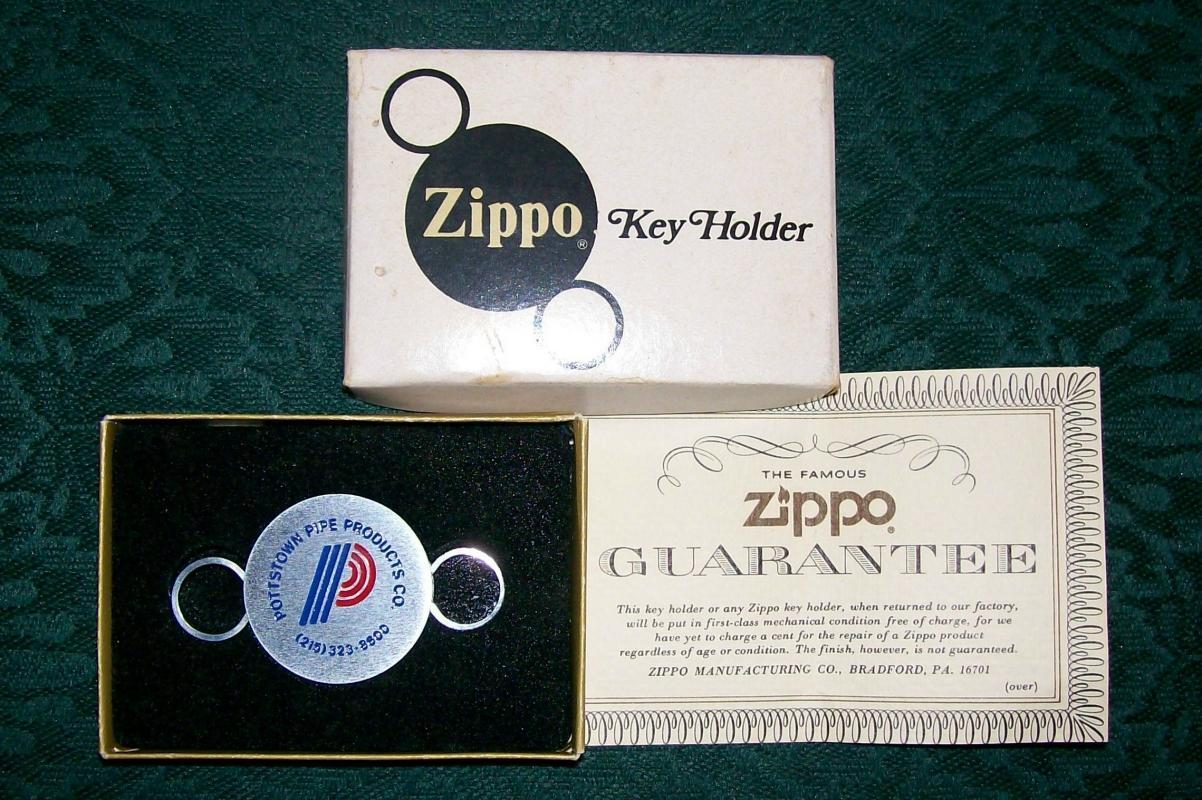 Zippo®
Key Holder
POTTSTOWN PIPE PRODUCTS CO.
(215) 323-8500
THE FAMOUS
Zippo®
GUARANTEE
This key holder or any Zippo key holder, when returned to our factory,
will be put in first-class mechanical condition free of charge, for we
have yet to charge a cent for the repair of a Zippo product
regardless of age or condition. The finish, however, is not guaranteed.
ZIPPO MANUFACTURING CO., BRADFORD, PA. 16701
(over)